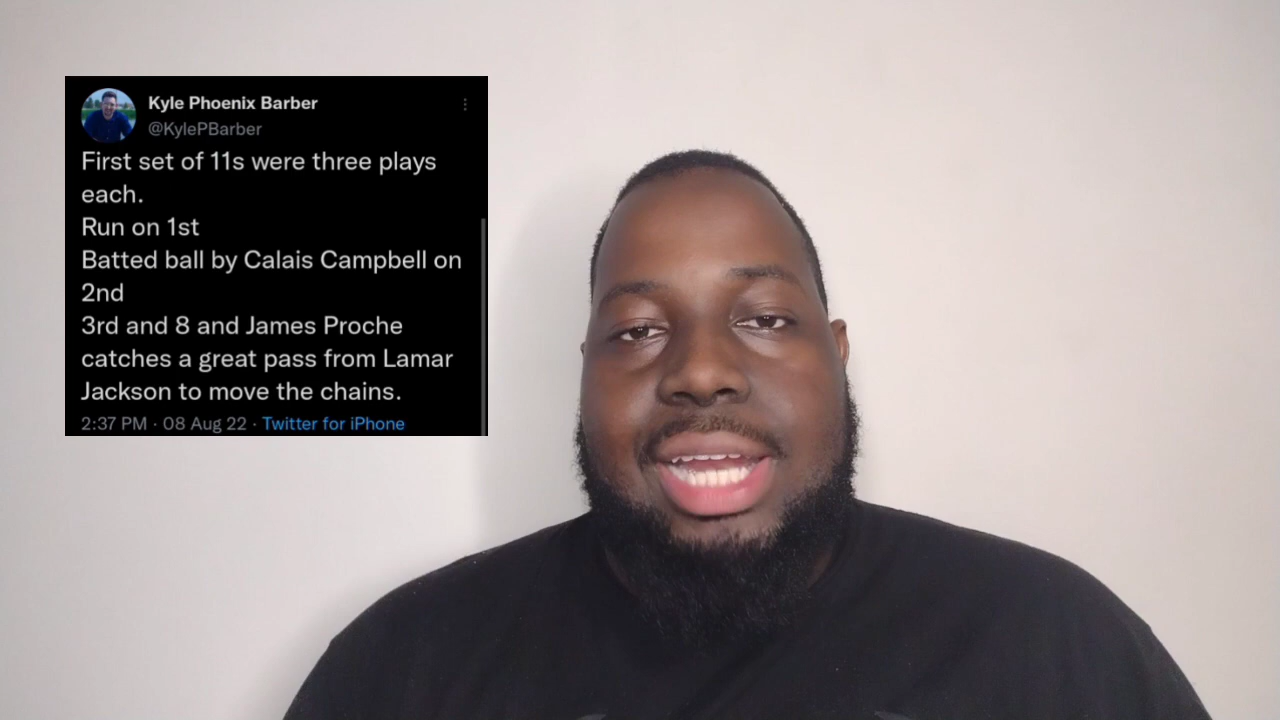 Kyle Phoenix Barber
@KylePBarber
First set of 11s were three plays
each.
Run on 1st
Batted ball by Calais Campbell on
2nd
3rd and 8 and James Proche
catches a great pass from Lamar
Jackson to move the chains.
2:37 PM · 08 Aug 22 · Twitter for iPhone